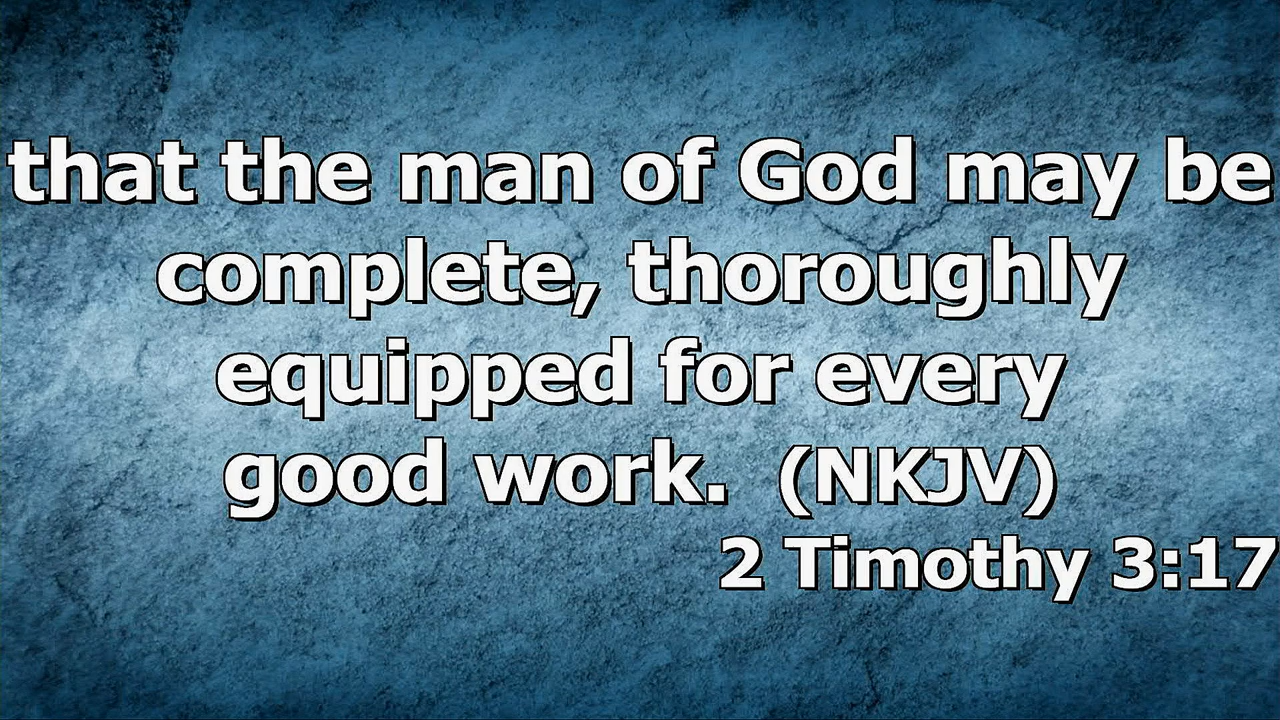 that the man of God may be
complete, thoroughly
equipped for every
good work. (NKJV)
2 Timothy 3:17